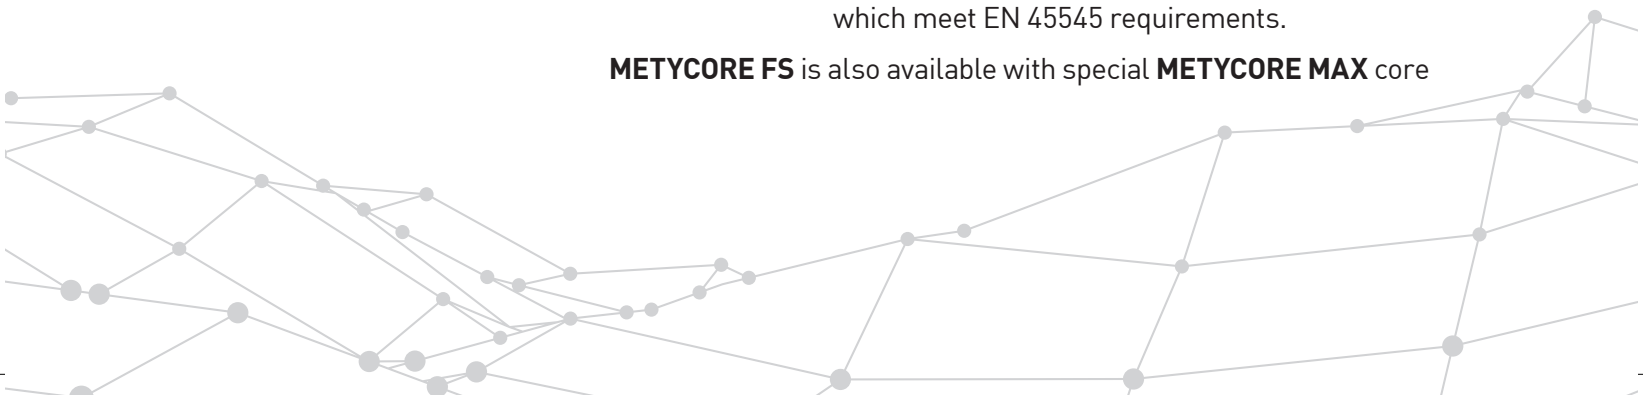 which meet EN 45545 requirements.
METYCORE FS is also available with special METYCORE MAX core